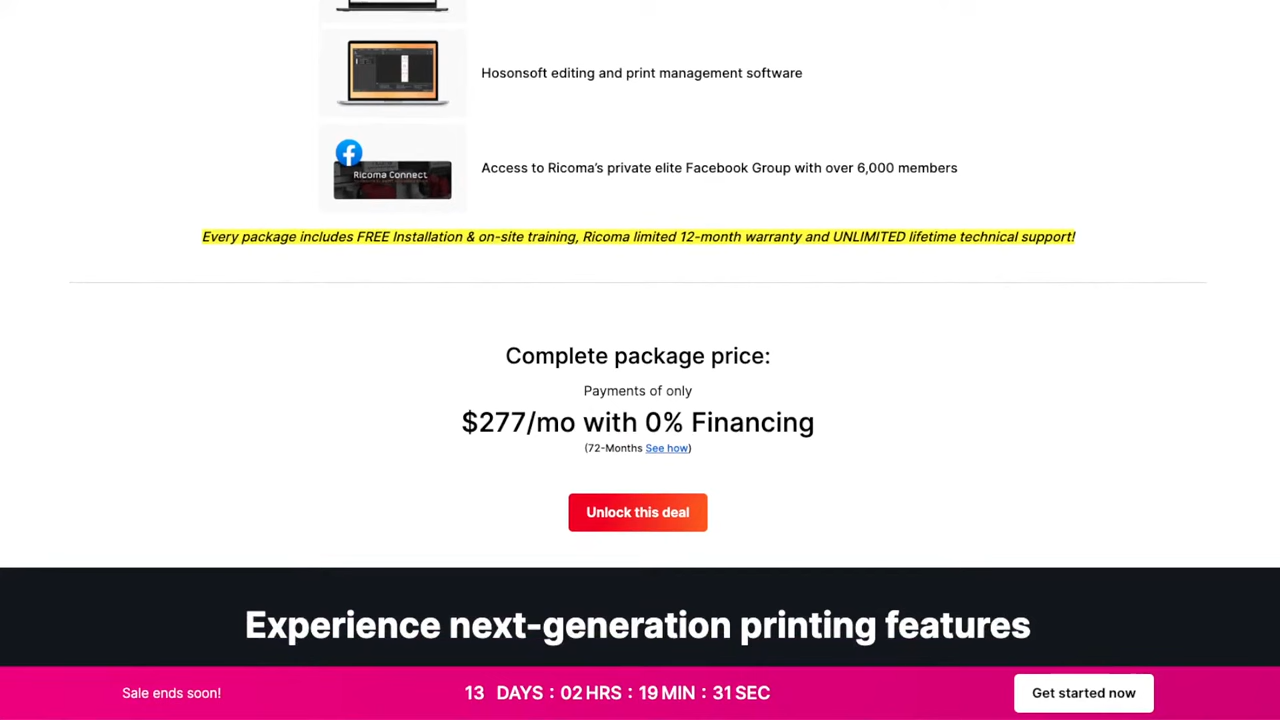 Hosonsoft editing and print management software
Ricoma Connect
Access to Ricoma’s private elite Facebook Group with over 6,000 members
Every package includes FREE Installation & on-site training, Ricoma limited 12-month warranty and UNLIMITED lifetime technical support!
Complete package price:
Payments of only
$277/mo with 0% Financing
(72-Months See how)
Unlock this deal
Experience next-generation printing features
Sale ends soon!
13 DAYS : 02 HRS : 19 MIN : 31 SEC
Get started now